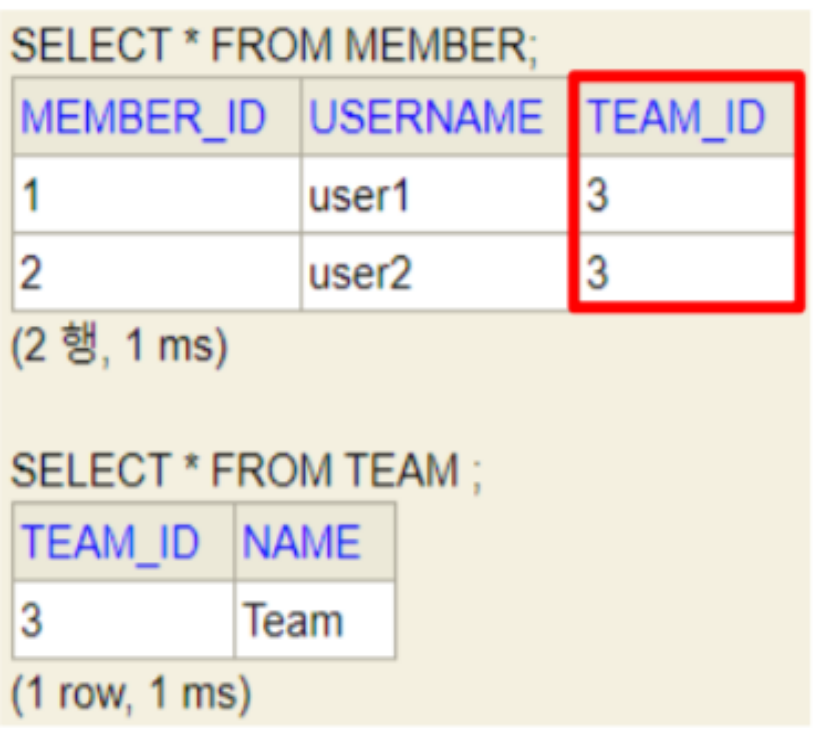 SELECT * FROM MEMBER;
MEMBER_ID USERNAME TEAM_ID
1 user1 3
2 user2 3
(2 행, 1 ms)
SELECT * FROM TEAM ;
TEAM_ID NAME
3 Team
(1 row, 1 ms)